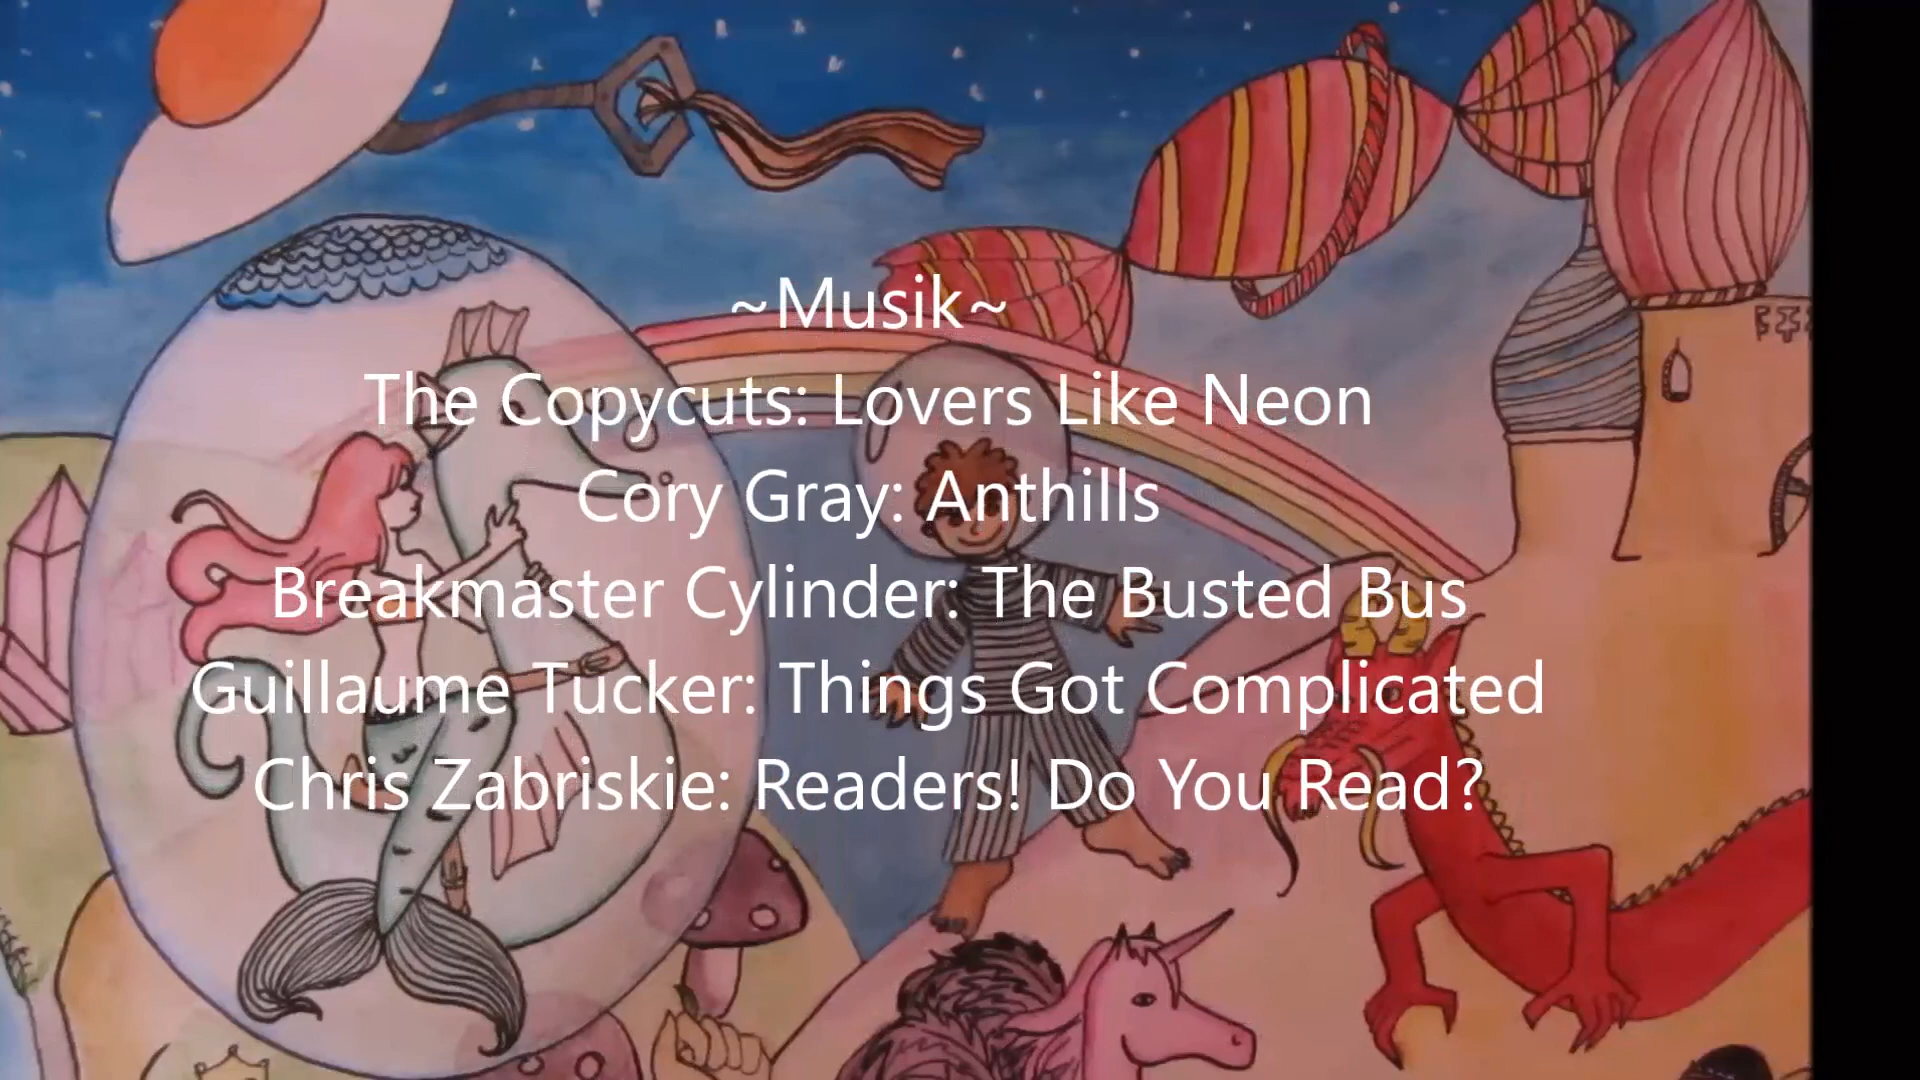 ~Musik~
The Copycuts: Lovers Like Neon
Cory Gray: Anthills
Breakmaster Cylinder: The Busted Bus
Guillaume Tucker: Things Got Complicated
Chris Zabriskie: Readers! Do You Read?